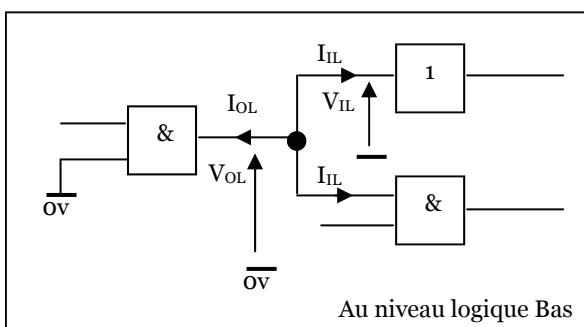 I_IL
1
I_OL
V_IL
&
V_OL
I_IL
0v
&
0v
Au niveau logique Bas